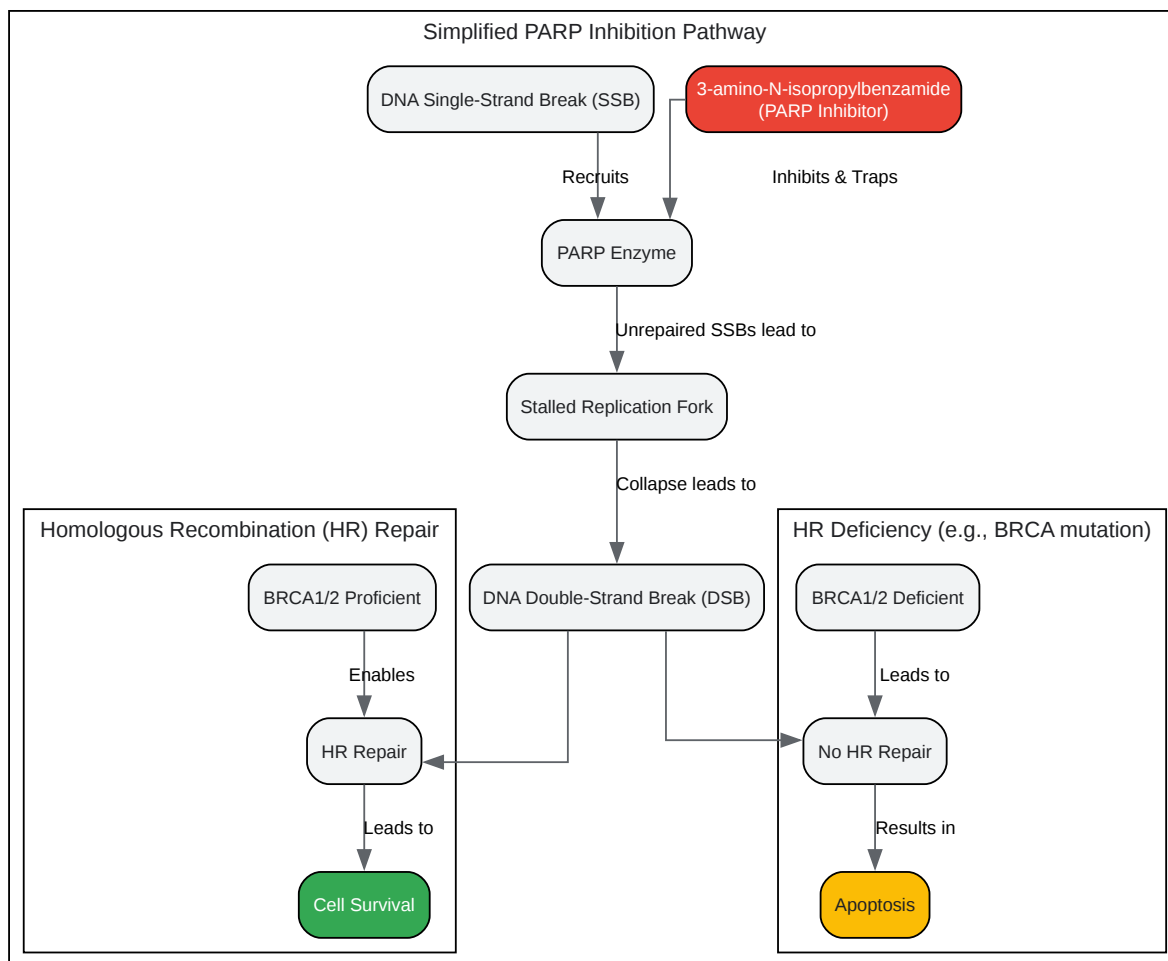 Simplified PARP Inhibition Pathway
DNA Single-Strand Break (SSB)
3-amino-N-isopropylbenzamide
(PARP Inhibitor)
Recruits
Inhibits & Traps
PARP Enzyme
Unrepaired SSBs lead to
Stalled Replication Fork
Collapse leads to
Homologous Recombination (HR) Repair
HR Deficiency (e.g., BRCA mutation)
BRCA1/2 Proficient
DNA Double-Strand Break (DSB)
BRCA1/2 Deficient
Enables
Leads to
HR Repair
No HR Repair
Leads to
Results in
Cell Survival
Apoptosis